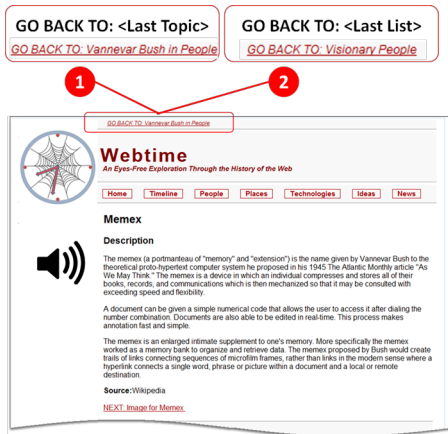 GO BACK TO: <Last Topic>
GO BACK TO: Vannevar Bush in People
GO BACK TO: <Last List>
GO BACK TO: Visionary People
1
2
GO BACK TO: Vannevar Bush in People
Webtime
An Eyes-Free Exploration Through the History of the Web
Home Timeline People Places Technologies Ideas News
Memex
Description
The memex (a portmanteau of "memory" and "extension") is the name given by Vannevar Bush to the
theoretical proto-hypertext computer system he proposed in his 1945 The Atlantic Monthly article "As
We May Think." The memex is a device in which an individual compresses and stores all of their
books, records, and communications which is then mechanized so that it may be consulted with
exceeding speed and flexibility.
A document can be given a simple numerical code that allows the user to access it after dialing the
number combination. Documents are also able to be edited in real-time. This process makes
annotation fast and simple.
The memex is an enlarged intimate supplement to one's memory. More specifically the memex
worked as a memory bank to organize and retrieve data. The memex proposed by Bush would create
trails of links connecting sequences of microfilm frames, rather than links in the modern sense where a
hyperlink connects a single word, phrase or picture within a document and a local or remote
destination.
Source:Wikipedia
NEXT: Image for Memex